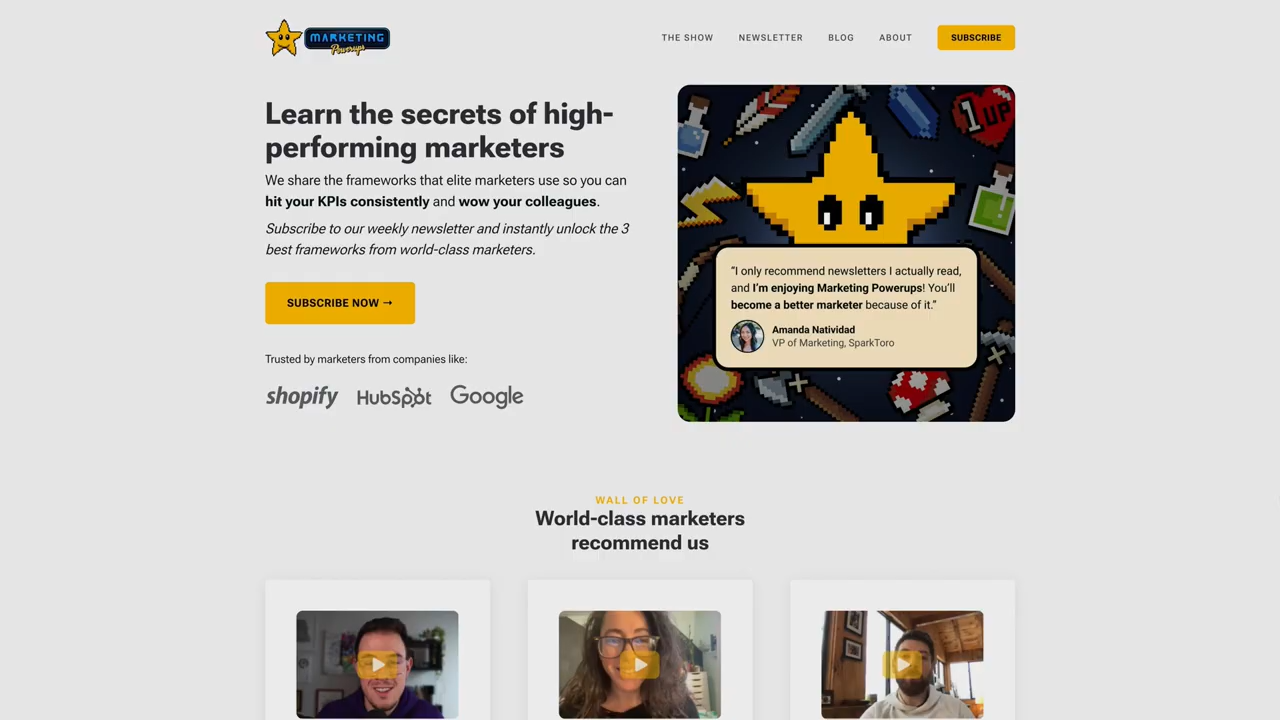 MARKETING
Powerups
THE SHOW
NEWSLETTER
BLOG
ABOUT
SUBSCRIBE
Learn the secrets of high-
performing marketers
We share the frameworks that elite marketers use so you can
hit your KPIs consistently and wow your colleagues.
Subscribe to our weekly newsletter and instantly unlock the 3
best frameworks from world-class marketers.
SUBSCRIBE NOW →
Trusted by marketers from companies like:
shopify HubSpot Google
1UP
“I only recommend newsletters I actually read,
and I’m enjoying Marketing Powerups! You’ll
become a better marketer because of it.”
Amanda Natividad
VP of Marketing, SparkToro
WALL OF LOVE
World-class marketers
recommend us